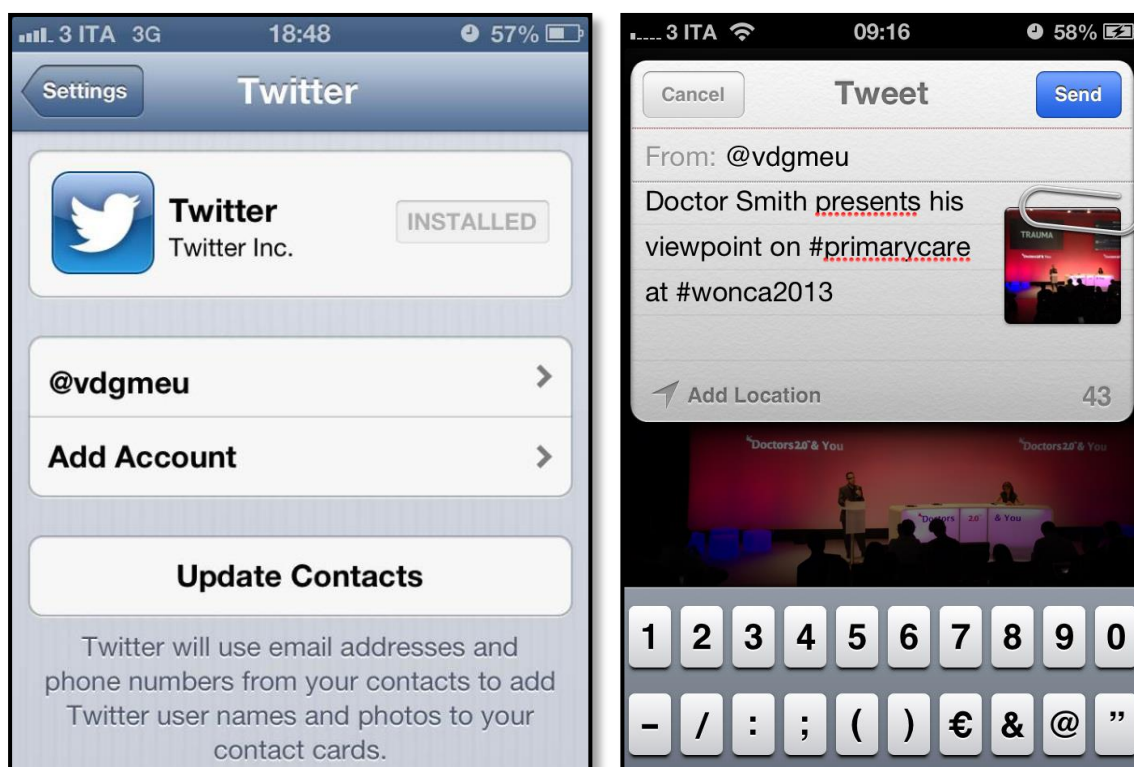 3 ITA 3G 18:48 57%
Settings Twitter
Twitter INSTALLED
Twitter Inc.
@vdgmeu
Add Account
Update Contacts
Twitter will use email addresses and
phone numbers from your contacts to add
Twitter user names and photos to your
contact cards.
3 ITA 09:16 58%
Cancel Tweet Send
From: @vdgmeu
Doctor Smith presents his
viewpoint on #primarycare
at #wonca2013
TRAUMA
Add Location 43
Doctors 2.0 & You Doctors 2.0 & You
Doctors 2.0 & You
1 2 3 4 5 6 7 8 9 0
- / : ; ( ) € & @ ”